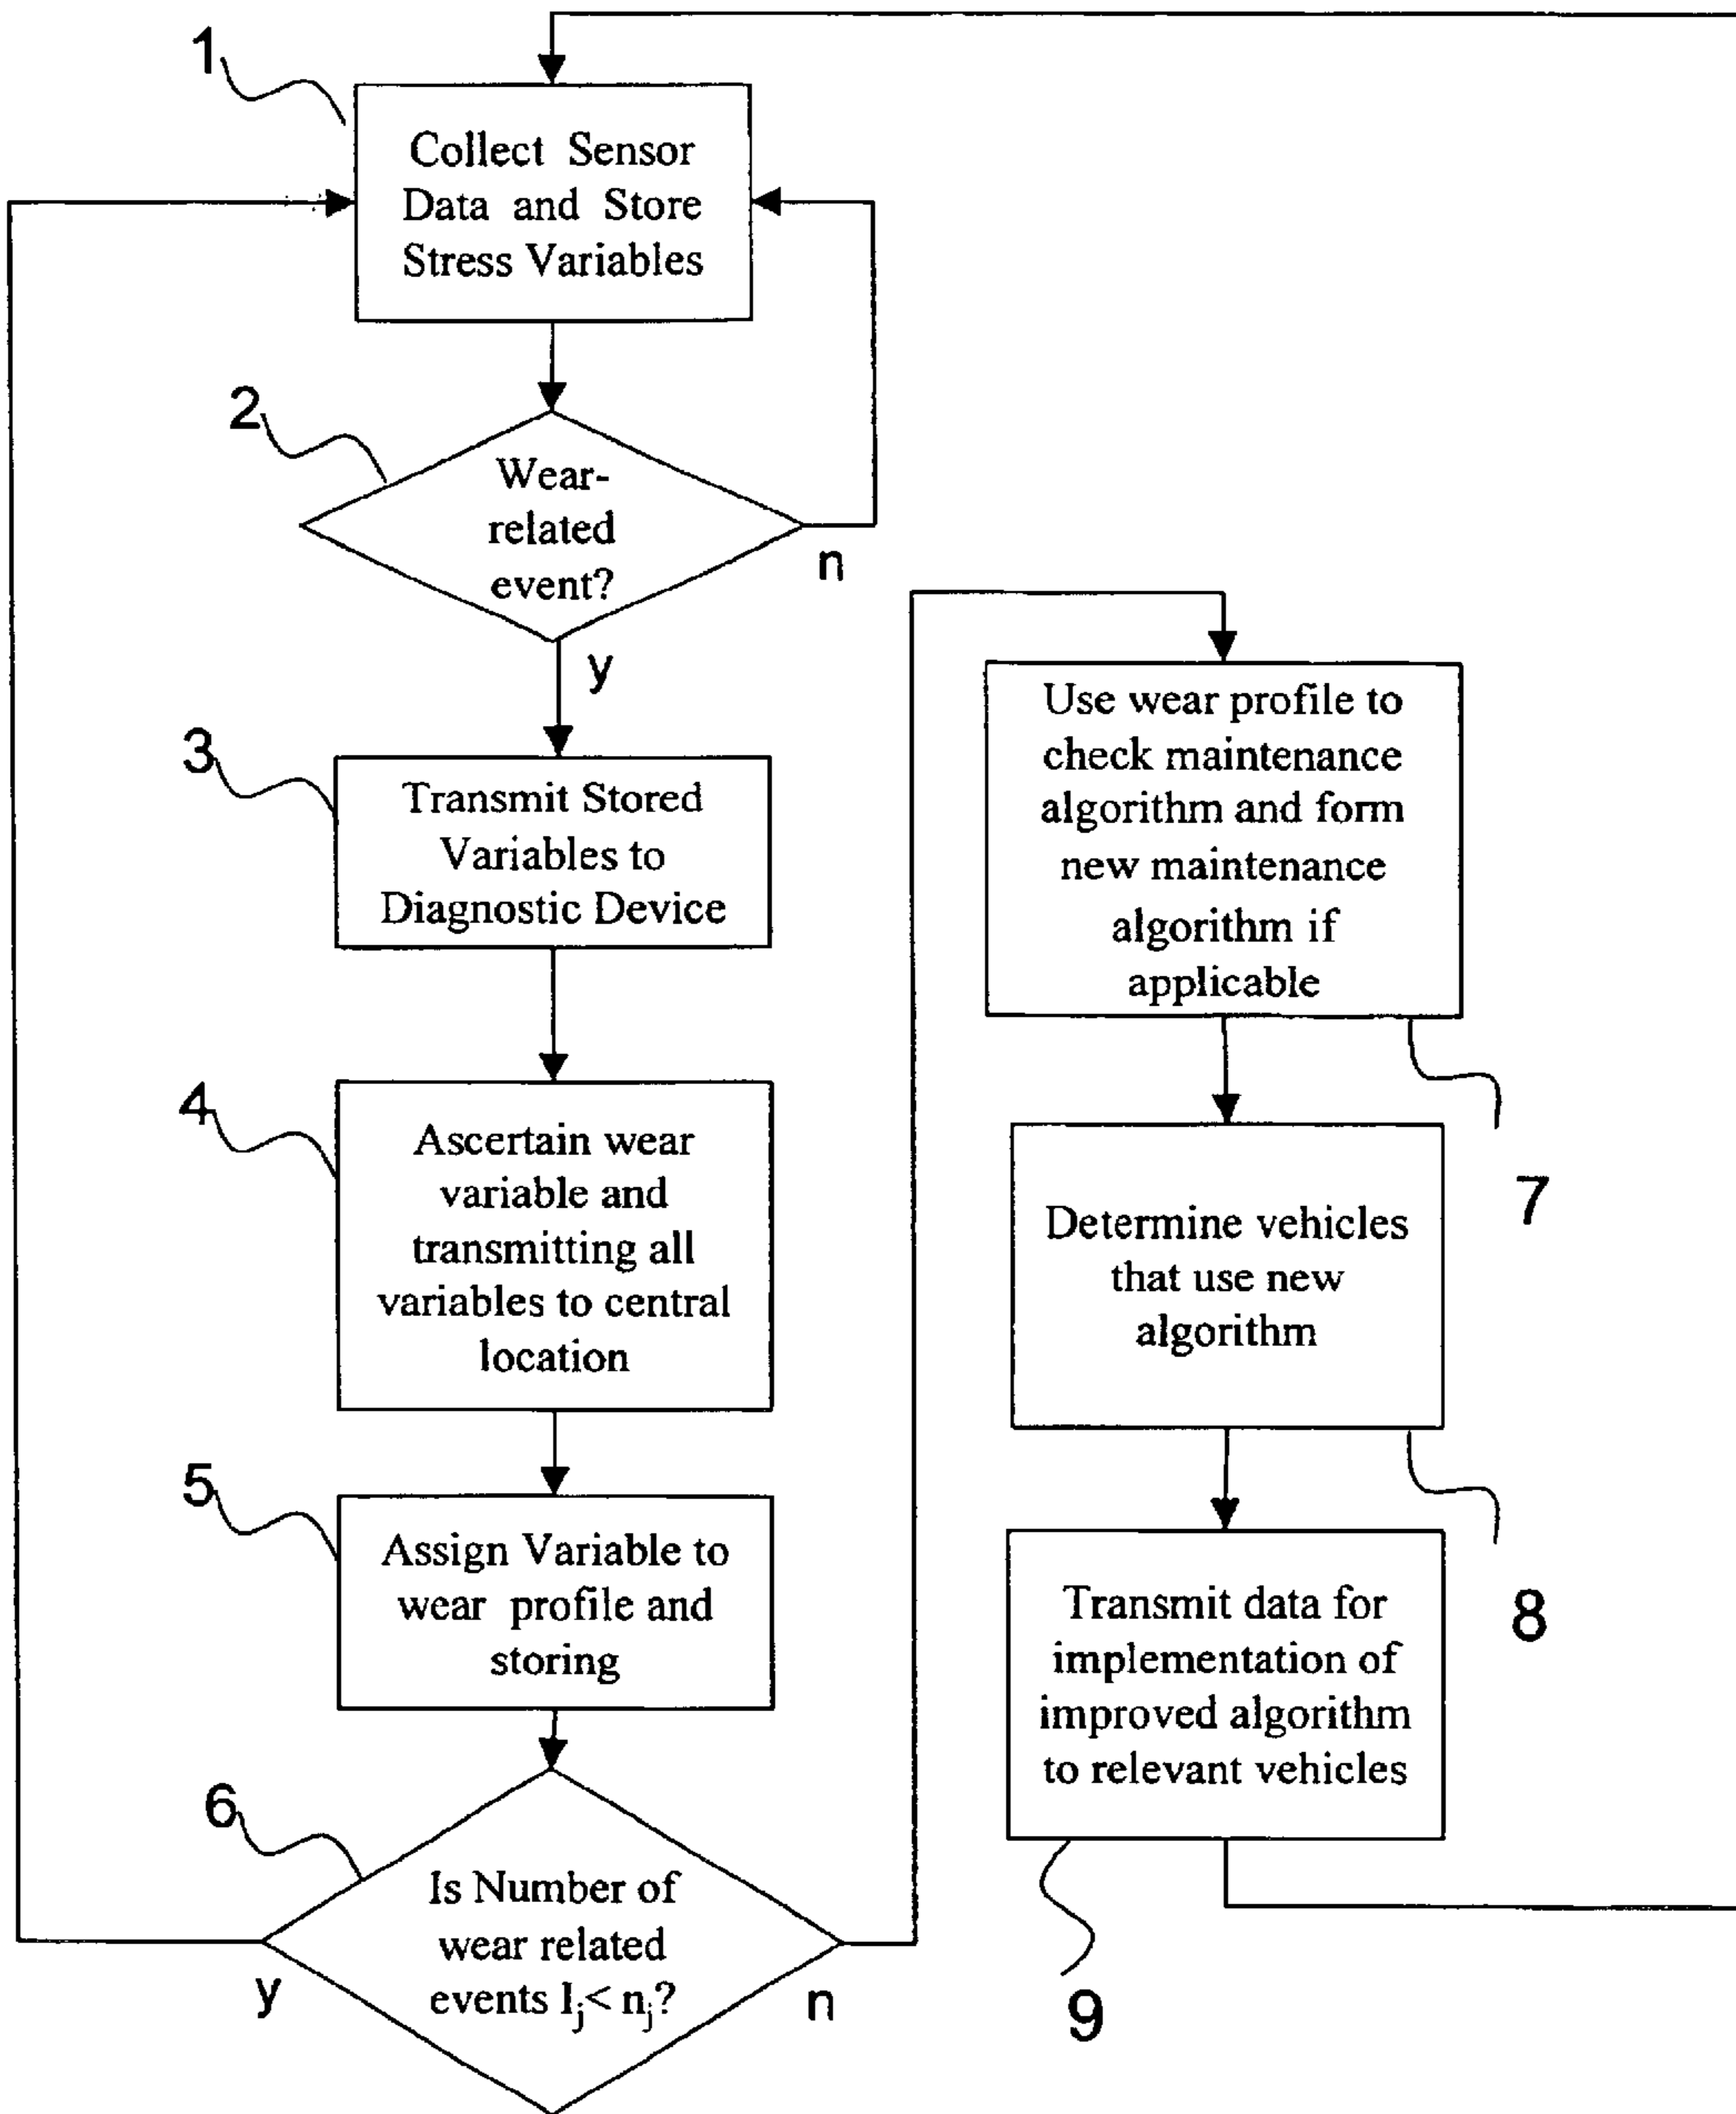 1
Collect Sensor
Data and Store
Stress Variables
2
Wear-
related
event?
n
y
3
Transmit Stored
Variables to
Diagnostic Device
4
Ascertain wear
variable and
transmitting all
variables to central
location
5
Assign Variable to
wear profile and
storing
6
Is Number of
wear related
events I_j< n_j?
y
n
Use wear profile to
check maintenance
algorithm and form
new maintenance
algorithm if
applicable
7
Determine vehicles
that use new
algorithm
8
Transmit data for
implementation of
improved algorithm
to relevant vehicles
9